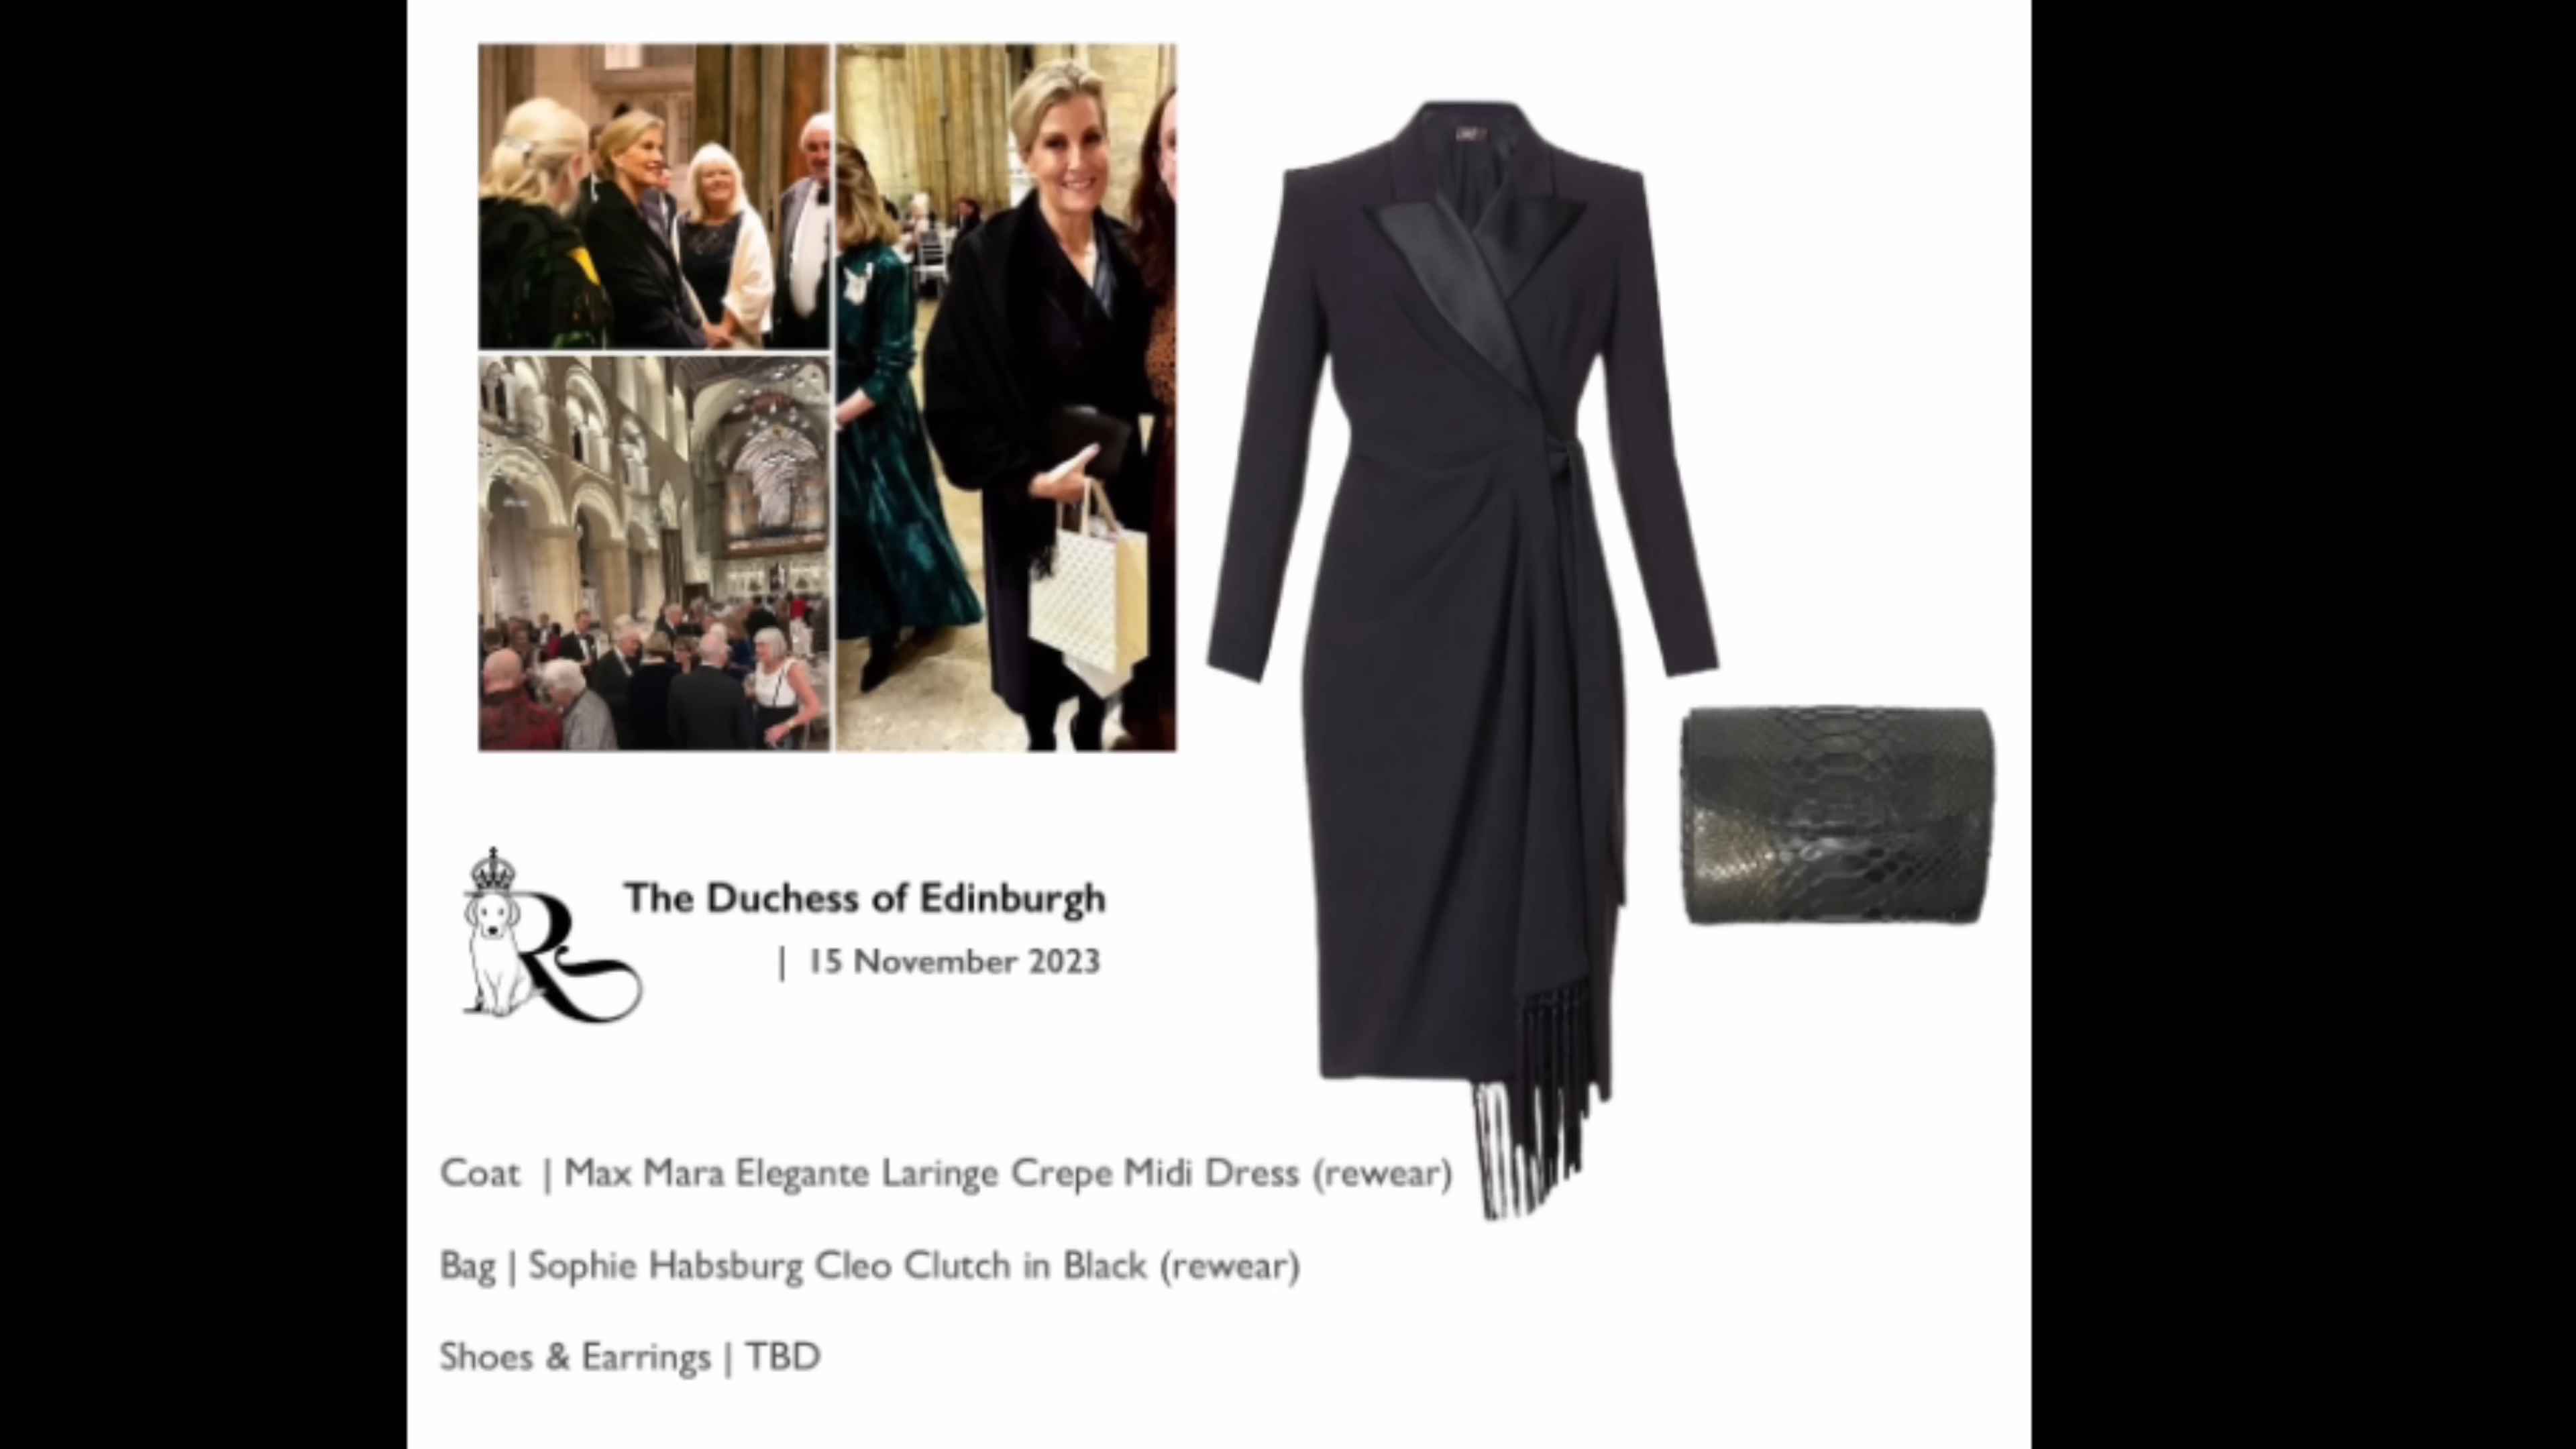 R
The Duchess of Edinburgh
| 15 November 2023
Coat | Max Mara Elegante Laringe Crepe Midi Dress (rewear)
Bag | Sophie Habsburg Cleo Clutch in Black (rewear)
Shoes & Earrings | TBD